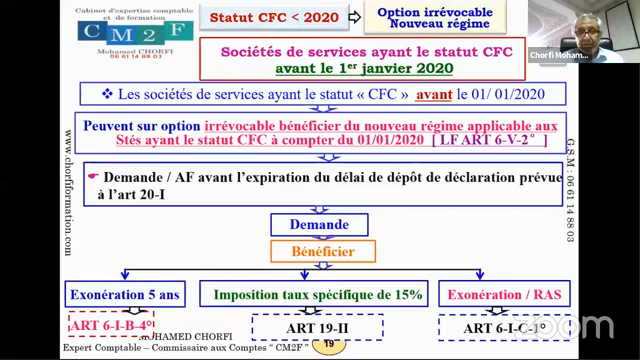 Cabinet d'expertise comptable
et de formation
CM2F
Mohamed CHORFI
06 61 14 88 03
Statut CFC < 2020
Option irrévocable
Nouveau régime
Chorfi Moham...
Sociétés de services ayant le statut CFC
avant le 1er janvier 2020
❖ Les sociétés de services ayant le statut « CFC » avant le 01/ 01/2020
Peuvent sur option irrévocable bénéficier du nouveau régime applicable aux
Stés ayant le statut CFC à compter du 01/01/2020 [ LF ART 6-V-2° ]
www.chorfiformation.com
G.S.M : 06 61 14 88 03
☛ Demande / AF avant l'expiration du délai de dépôt de déclaration prévue
à l'art 20-I
Demande
Bénéficier
Exonération 5 ans
Imposition taux spécifique de 15%
Exonération / RAS
ART 6-I-B-4°
ART 19-II
ART 6-I-C-1°
MOHAMED CHORFI
Expert Comptable – Commissaire aux Comptes " CM2F "
19
zoom